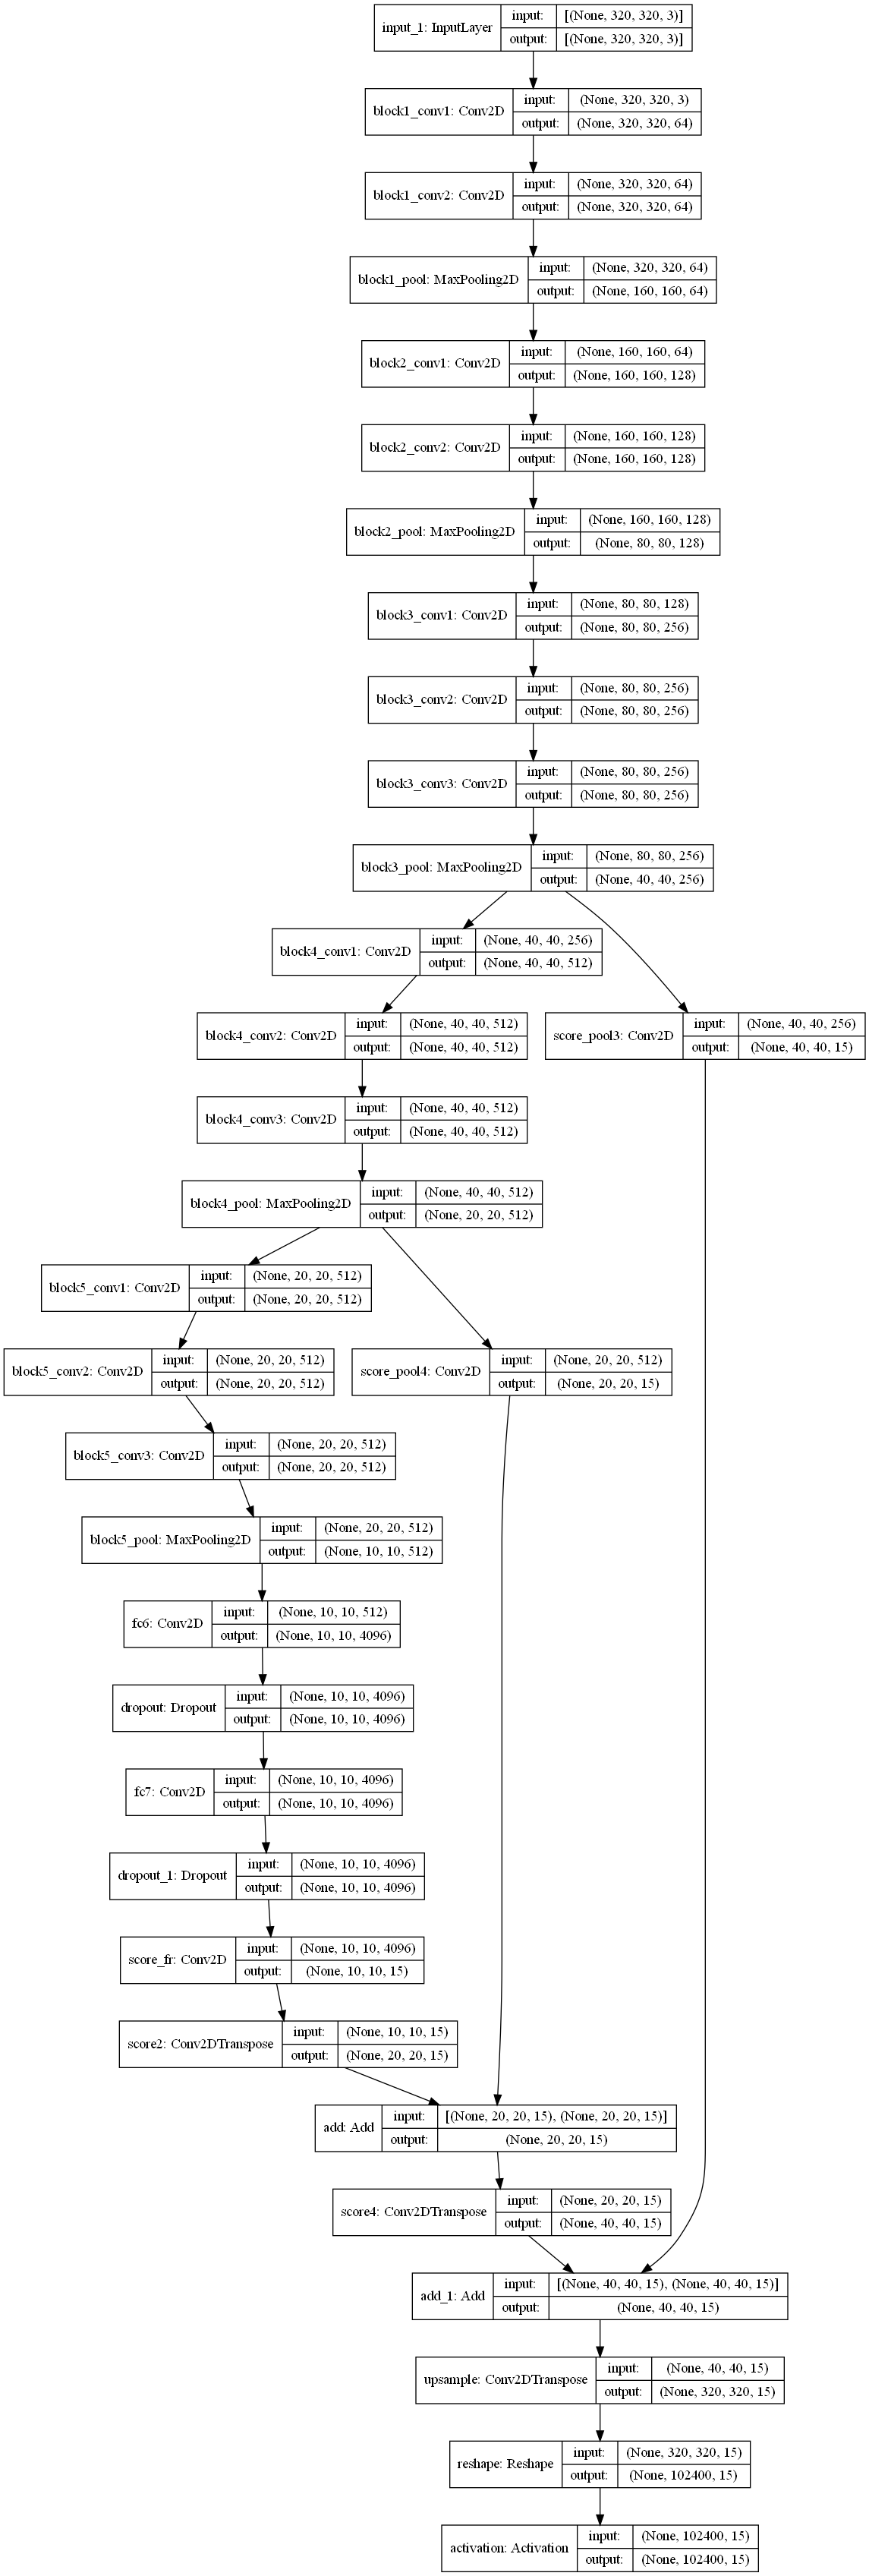 input_1: InputLayer
input: [(None, 320, 320, 3)]
output: [(None, 320, 320, 3)]
block1_conv1: Conv2D
input: (None, 320, 320, 3)
output: (None, 320, 320, 64)
block1_conv2: Conv2D
input: (None, 320, 320, 64)
output: (None, 320, 320, 64)
block1_pool: MaxPooling2D
input: (None, 320, 320, 64)
output: (None, 160, 160, 64)
block2_conv1: Conv2D
input: (None, 160, 160, 64)
output: (None, 160, 160, 128)
block2_conv2: Conv2D
input: (None, 160, 160, 128)
output: (None, 160, 160, 128)
block2_pool: MaxPooling2D
input: (None, 160, 160, 128)
output: (None, 80, 80, 128)
block3_conv1: Conv2D
input: (None, 80, 80, 128)
output: (None, 80, 80, 256)
block3_conv2: Conv2D
input: (None, 80, 80, 256)
output: (None, 80, 80, 256)
block3_conv3: Conv2D
input: (None, 80, 80, 256)
output: (None, 80, 80, 256)
block3_pool: MaxPooling2D
input: (None, 80, 80, 256)
output: (None, 40, 40, 256)
block4_conv1: Conv2D
input: (None, 40, 40, 256)
output: (None, 40, 40, 512)
block4_conv2: Conv2D
input: (None, 40, 40, 512)
output: (None, 40, 40, 512)
score_pool3: Conv2D
input: (None, 40, 40, 256)
output: (None, 40, 40, 15)
block4_conv3: Conv2D
input: (None, 40, 40, 512)
output: (None, 40, 40, 512)
block4_pool: MaxPooling2D
input: (None, 40, 40, 512)
output: (None, 20, 20, 512)
block5_conv1: Conv2D
input: (None, 20, 20, 512)
output: (None, 20, 20, 512)
block5_conv2: Conv2D
input: (None, 20, 20, 512)
output: (None, 20, 20, 512)
score_pool4: Conv2D
input: (None, 20, 20, 512)
output: (None, 20, 20, 15)
block5_conv3: Conv2D
input: (None, 20, 20, 512)
output: (None, 20, 20, 512)
block5_pool: MaxPooling2D
input: (None, 20, 20, 512)
output: (None, 10, 10, 512)
fc6: Conv2D
input: (None, 10, 10, 512)
output: (None, 10, 10, 4096)
dropout: Dropout
input: (None, 10, 10, 4096)
output: (None, 10, 10, 4096)
fc7: Conv2D
input: (None, 10, 10, 4096)
output: (None, 10, 10, 4096)
dropout_1: Dropout
input: (None, 10, 10, 4096)
output: (None, 10, 10, 4096)
score_fr: Conv2D
input: (None, 10, 10, 4096)
output: (None, 10, 10, 15)
score2: Conv2DTranspose
input: (None, 10, 10, 15)
output: (None, 20, 20, 15)
add: Add
input: [(None, 20, 20, 15), (None, 20, 20, 15)]
output: (None, 20, 20, 15)
score4: Conv2DTranspose
input: (None, 20, 20, 15)
output: (None, 40, 40, 15)
add_1: Add
input: [(None, 40, 40, 15), (None, 40, 40, 15)]
output: (None, 40, 40, 15)
upsample: Conv2DTranspose
input: (None, 40, 40, 15)
output: (None, 320, 320, 15)
reshape: Reshape
input: (None, 320, 320, 15)
output: (None, 102400, 15)
activation: Activation
input: (None, 102400, 15)
output: (None, 102400, 15)